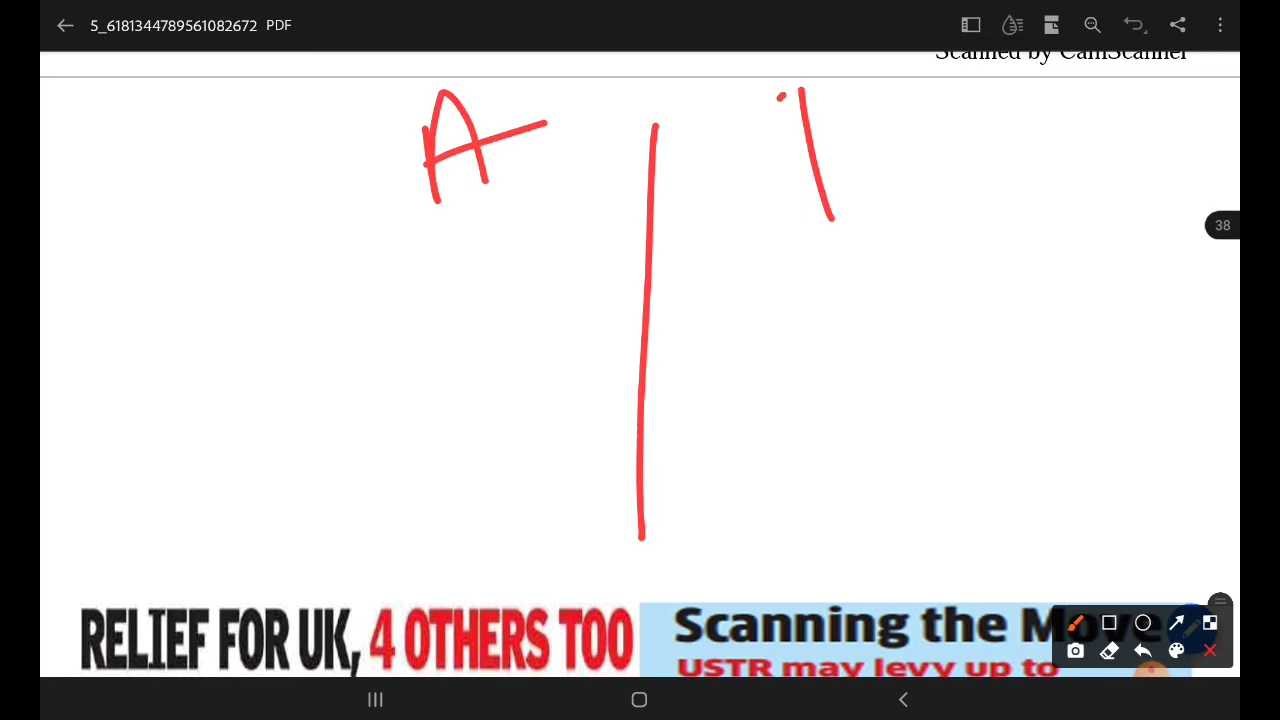 5_6181344789561082672 PDF
Scanned by CamScanner
A
38
RELIEF FOR UK, 4 OTHERS TOO
Scanning the Move
USTR may levy up to